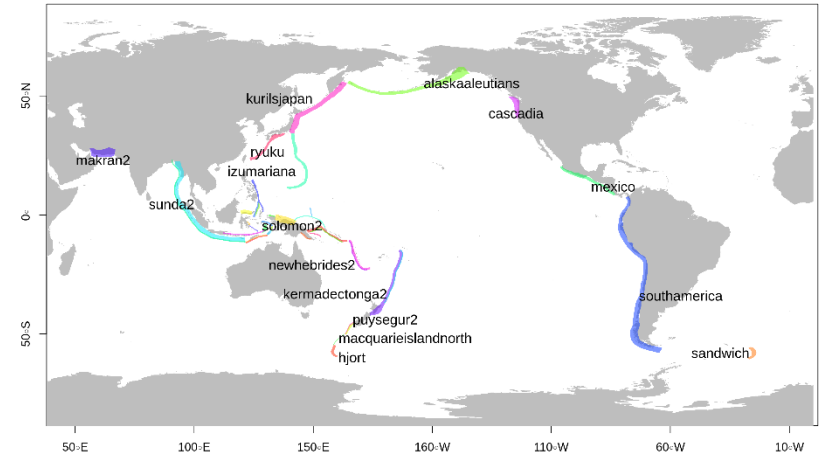 alaskaaleutians
kurilsjapan
cascadia
50°N
ryuku
makran2
izumariana
mexico
sunda2
0°
solomon2
newhebrides2
kermadectonga2
southamerica
puysegur2
50°S
macquarieislandnorth
sandwich
hjort
50°E 100°E 150°E 160°W 110°W 60°W 10°W